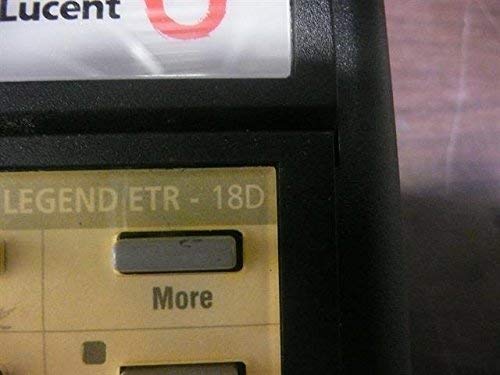 Lucent
LEGEND ETR - 18D
More